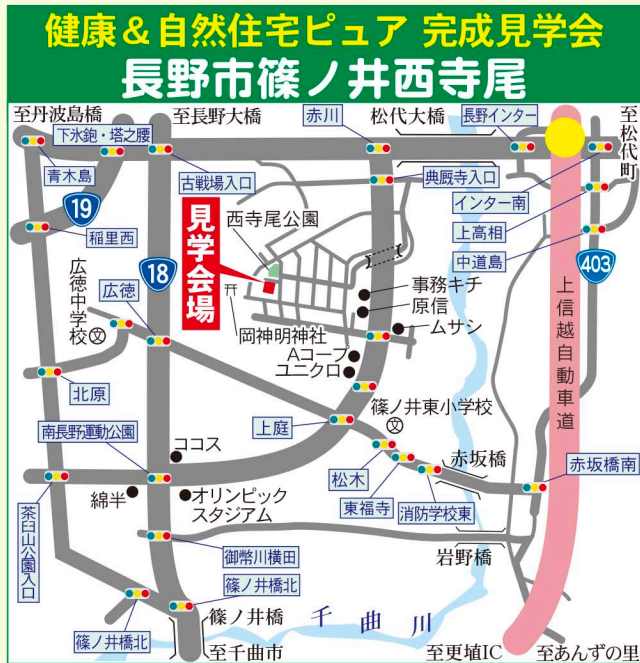 健康＆自然住宅ピュア 完成見学会
長野市篠ノ井西寺尾
至丹波島橋
至長野大橋
赤川
松代大橋
長野インター
至松代町
下氷鉋・塔之腰
青木島
古戦場入口
典厩寺入口
インター南
19
西寺尾公園
上高相
稲里西
見学会場
中道島
18
403
広徳中学校
文
広徳
事務キチ
原信
ムサシ
岡神明神社
Aコープ
ユニクロ
上信越自動車道
北原
篠ノ井東小学校
文
南長野運動公園
ココス
上庭
赤坂橋
赤坂橋南
綿半
オリンピック
スタジアム
松木
東福寺
消防学校東
茶臼山公園入口
御幣川横田
岩野橋
篠ノ井橋北
篠ノ井橋
千曲川
篠ノ井橋北
至千曲市
至更埴IC
至あんずの里